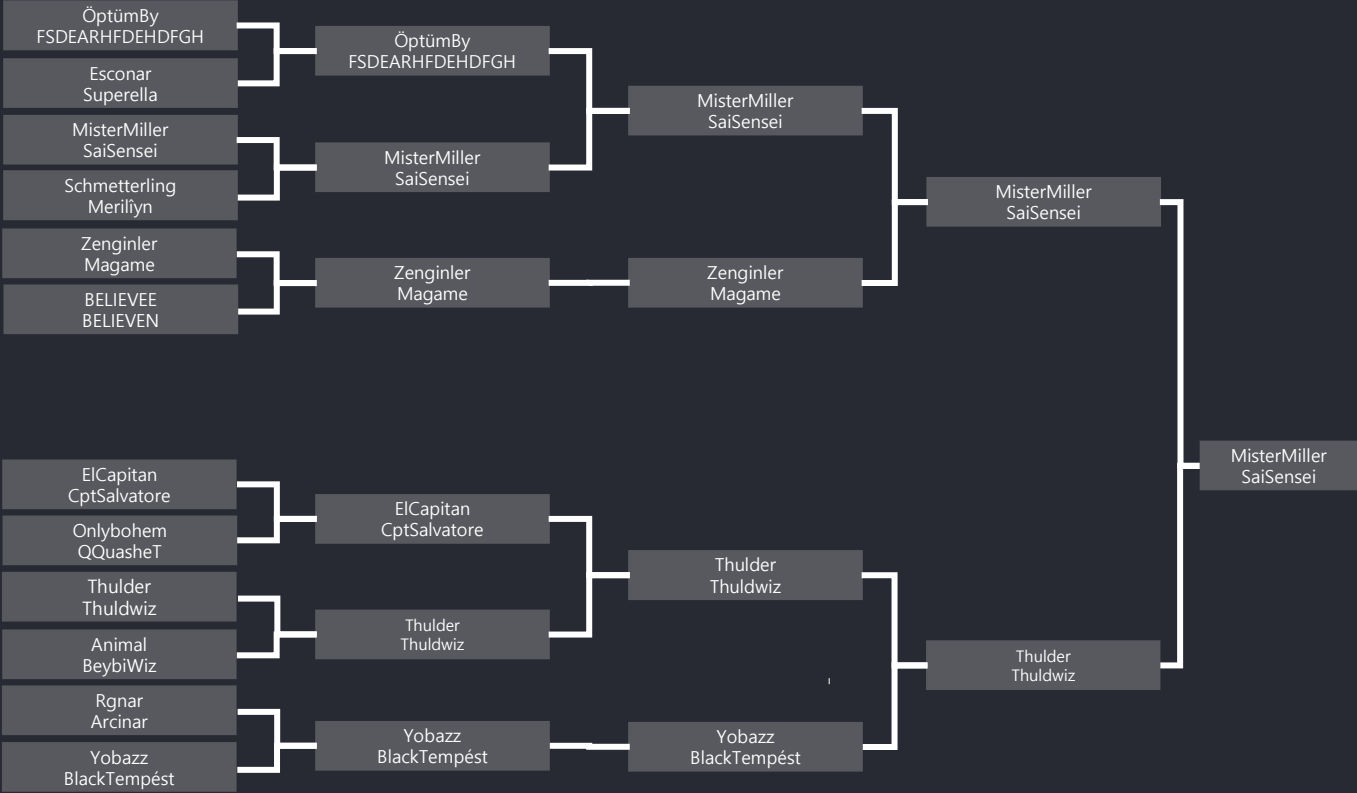 ÖptümBy
FSDEARHFDEHDFGH
Esconar
Superella
MisterMiller
SaiSensei
Schmetterling
Merilîyn
Zenginler
Magame
BELIEVEE
BELIEVEN
ElCapitan
CptSalvatore
Onlybohem
QQuasheT
Thulder
Thuldwiz
Animal
BeybiWiz
Rgnar
Arcinar
Yobazz
BlackTempést
ÖptümBy
FSDEARHFDEHDFGH
MisterMiller
SaiSensei
Zenginler
Magame
ElCapitan
CptSalvatore
Thulder
Thuldwiz
Yobazz
BlackTempést
MisterMiller
SaiSensei
Zenginler
Magame
Thulder
Thuldwiz
Yobazz
BlackTempést
MisterMiller
SaiSensei
Thulder
Thuldwiz
MisterMiller
SaiSensei